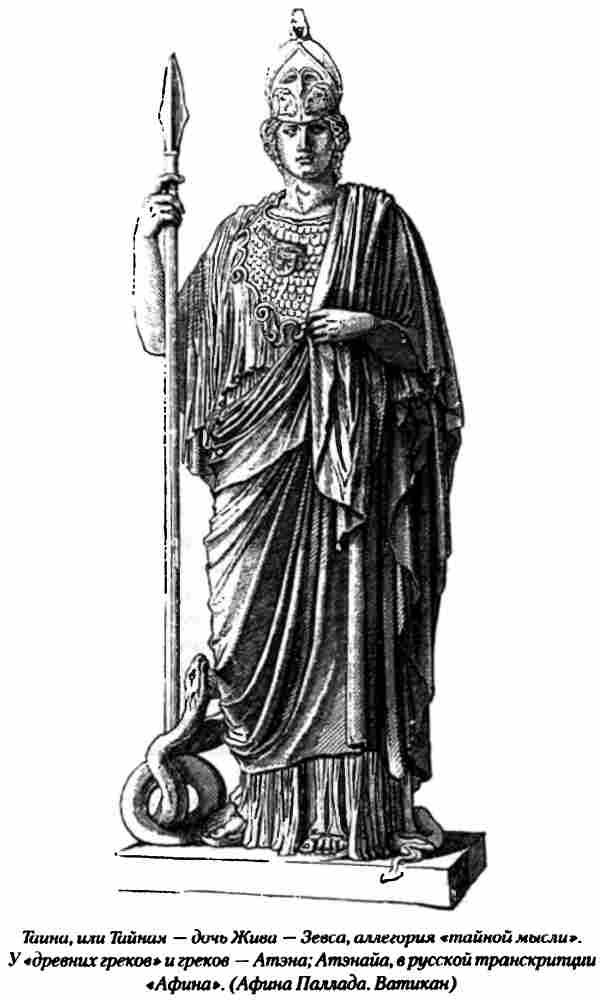 Таина, или Тайная — дочь Жива — Зевса, аллегория «тайной мысли».
У «древних греков» и греков — Атэна; Атэнайа, в русской транскрипции
«Афина». (Афина Паллада. Ватикан)